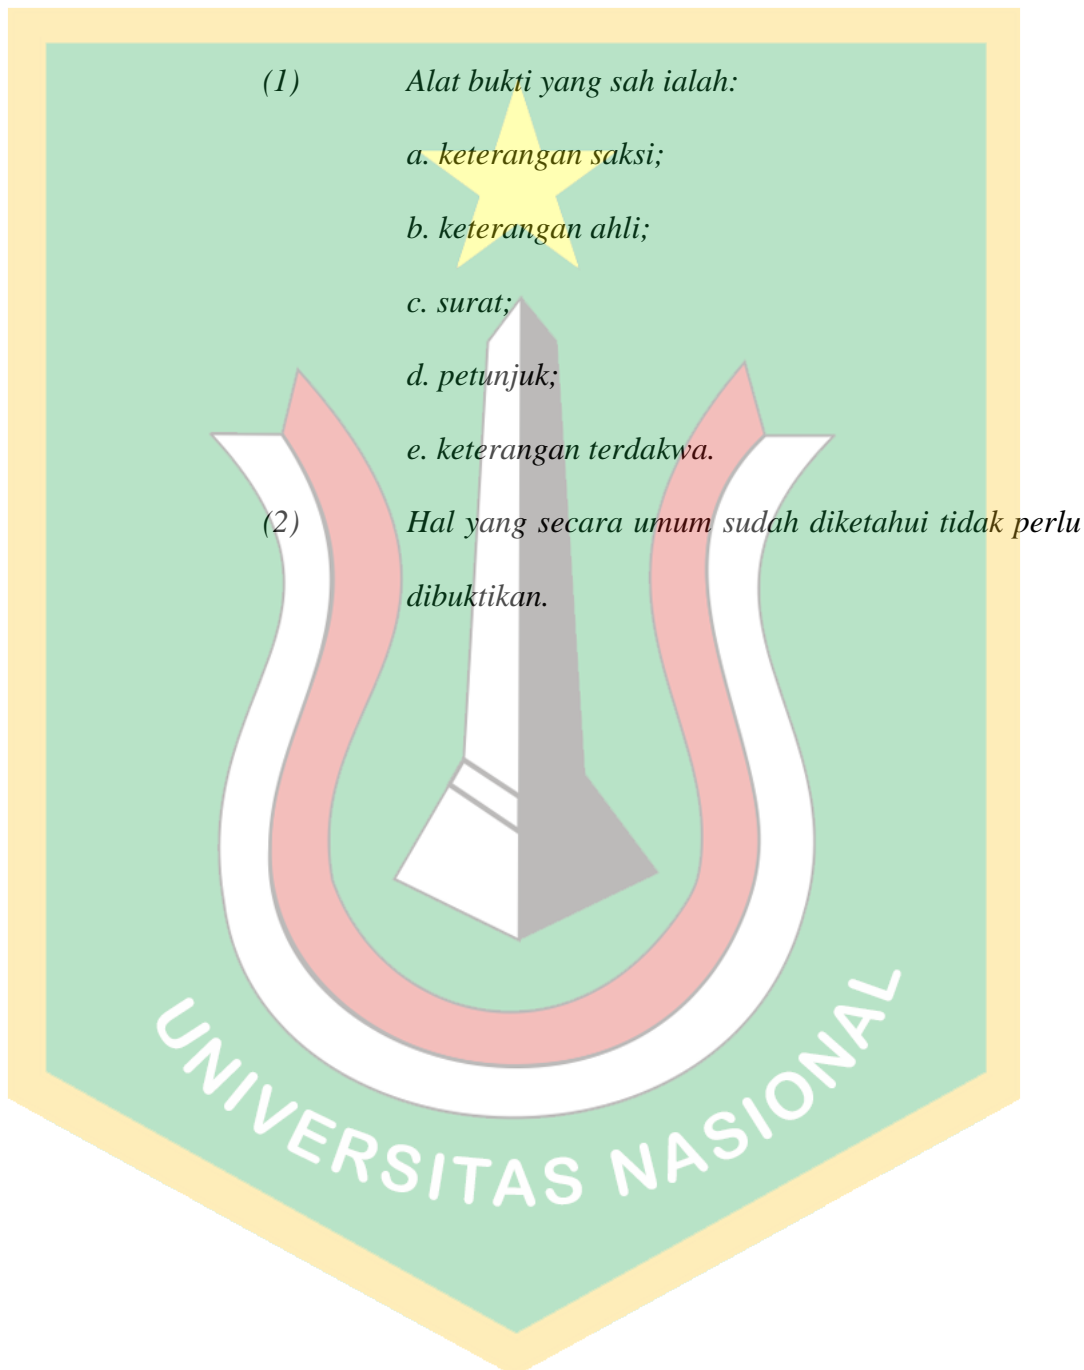 (1) Alat bukti yang sah ialah:
a. keterangan saksi;
b. keterangan ahli;
c. surat;
d. petunjuk;
e. keterangan terdakwa.
(2) Hal yang secara umum sudah diketahui tidak perlu
dibuktikan.
UNIVERSITAS NASIONAL